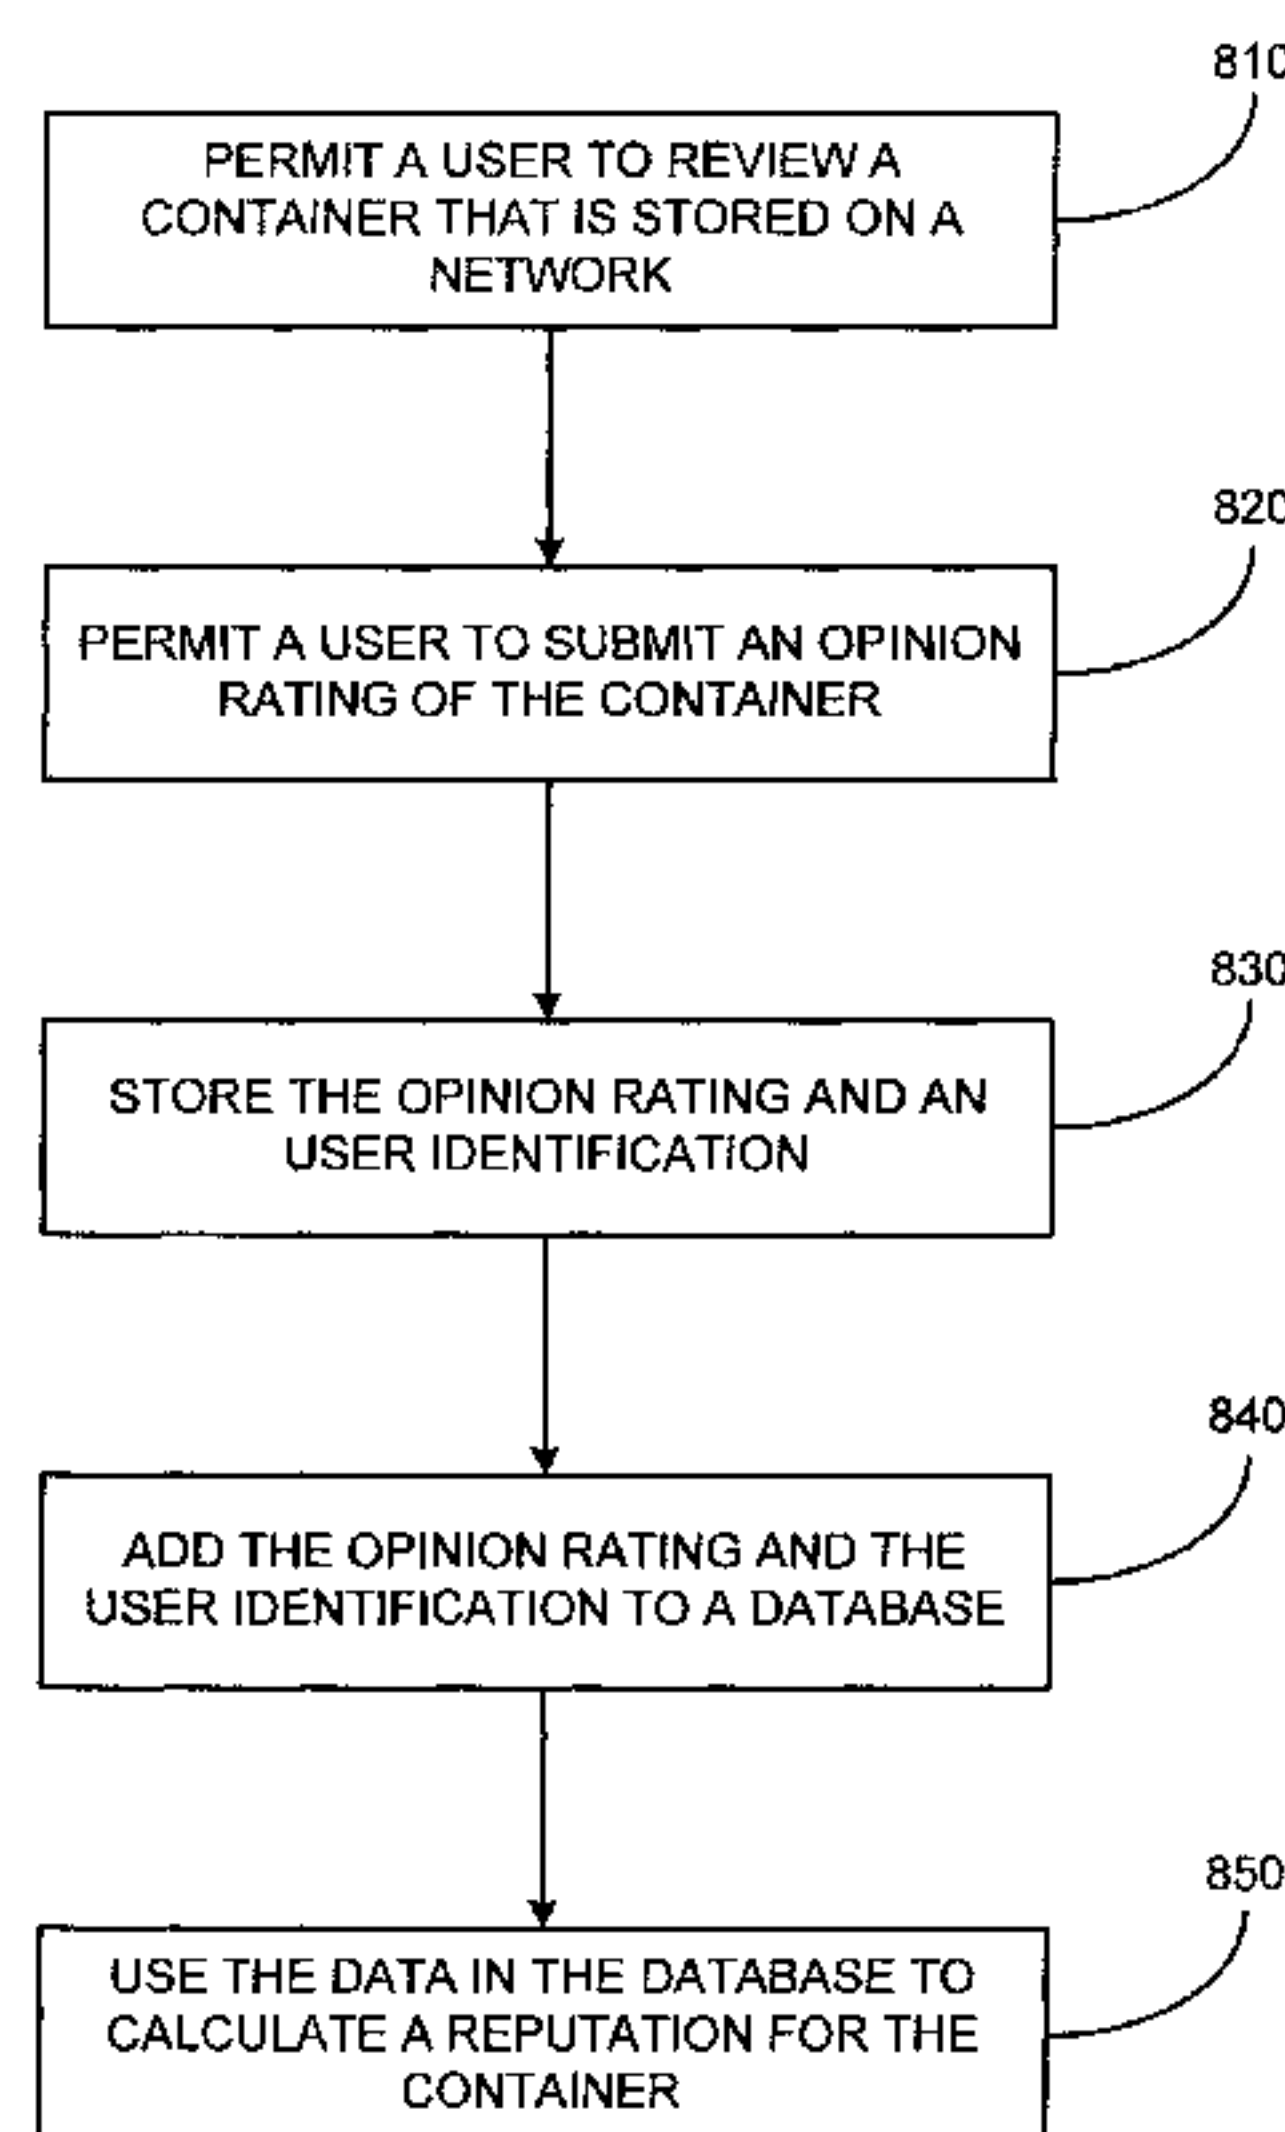 810
PERMIT A USER TO REVIEW A
CONTAINER THAT IS STORED ON A
NETWORK
820
PERMIT A USER TO SUBMIT AN OPINION
RATING OF THE CONTAINER
830
STORE THE OPINION RATING AND AN
USER IDENTIFICATION
840
ADD THE OPINION RATING AND THE
USER IDENTIFICATION TO A DATABASE
850
USE THE DATA IN THE DATABASE TO
CALCULATE A REPUTATION FOR THE
CONTAINER